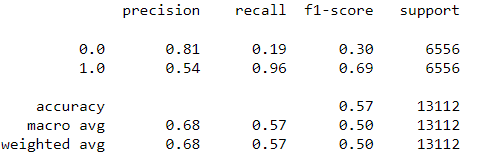 precision recall f1-score support
0.0 0.81 0.19 0.30 6556
1.0 0.54 0.96 0.69 6556
accuracy 0.57 13112
macro avg 0.68 0.57 0.50 13112
weighted avg 0.68 0.57 0.50 13112